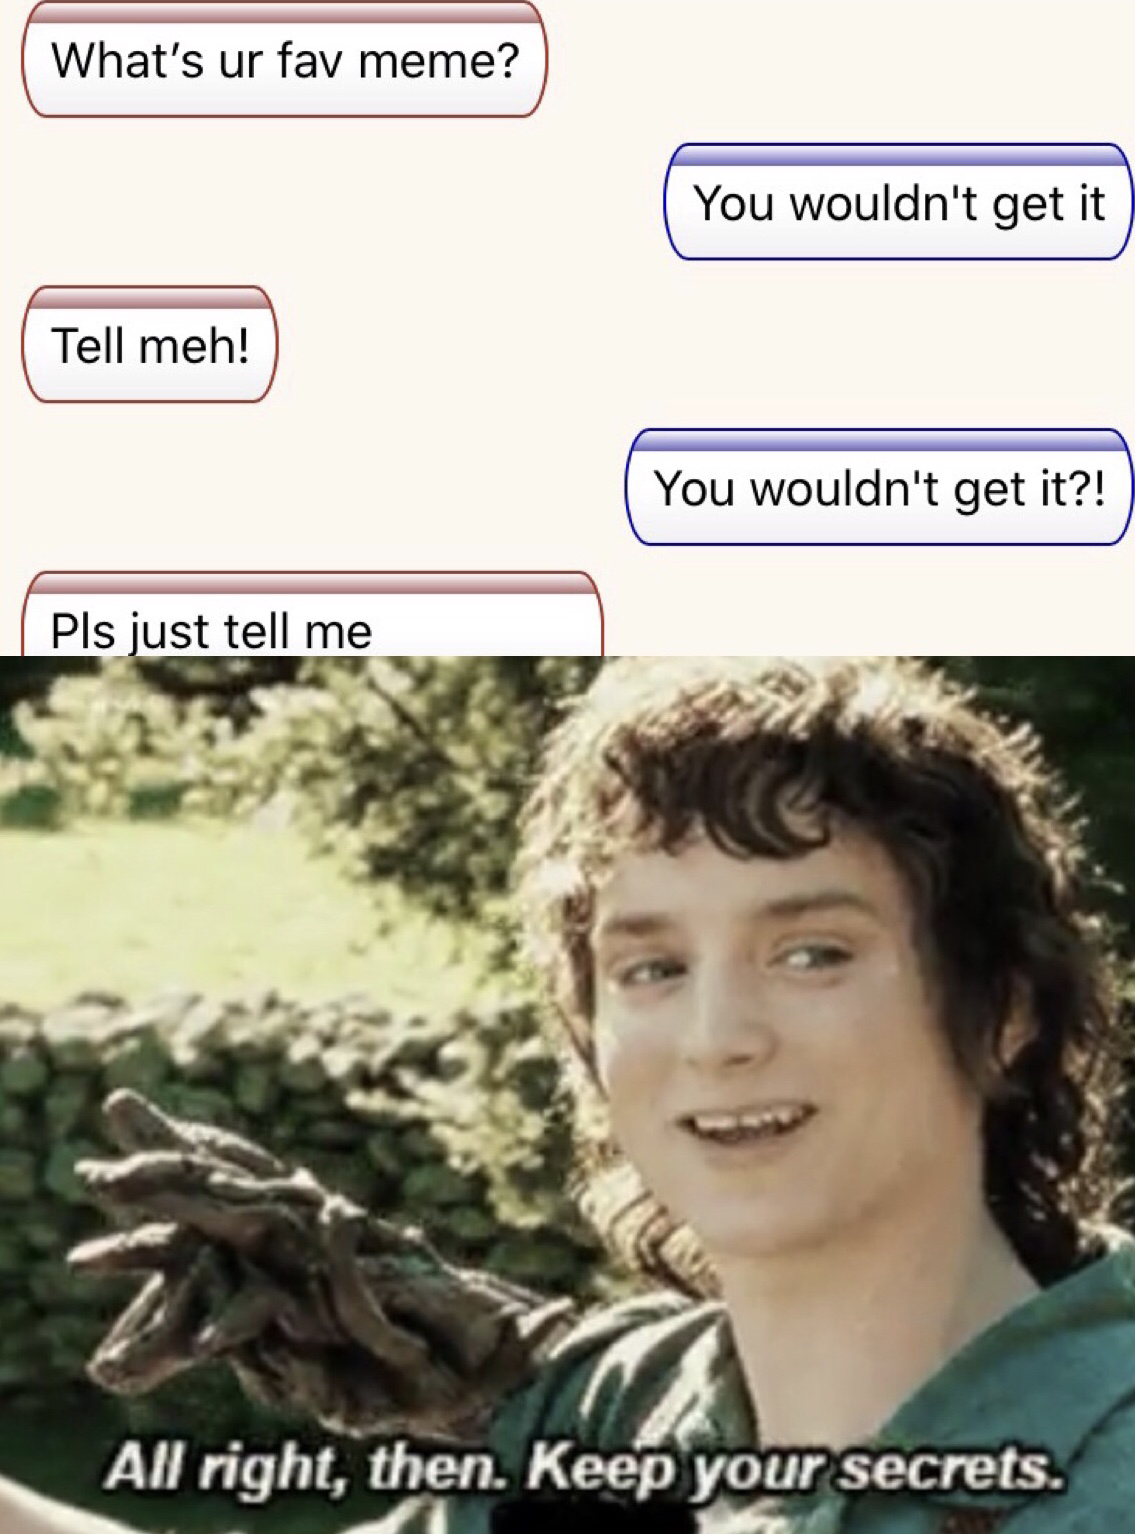 What’s ur fav meme?
You wouldn't get it
Tell meh!
You wouldn't get it?!
Pls just tell me
All right, then. Keep your secrets.